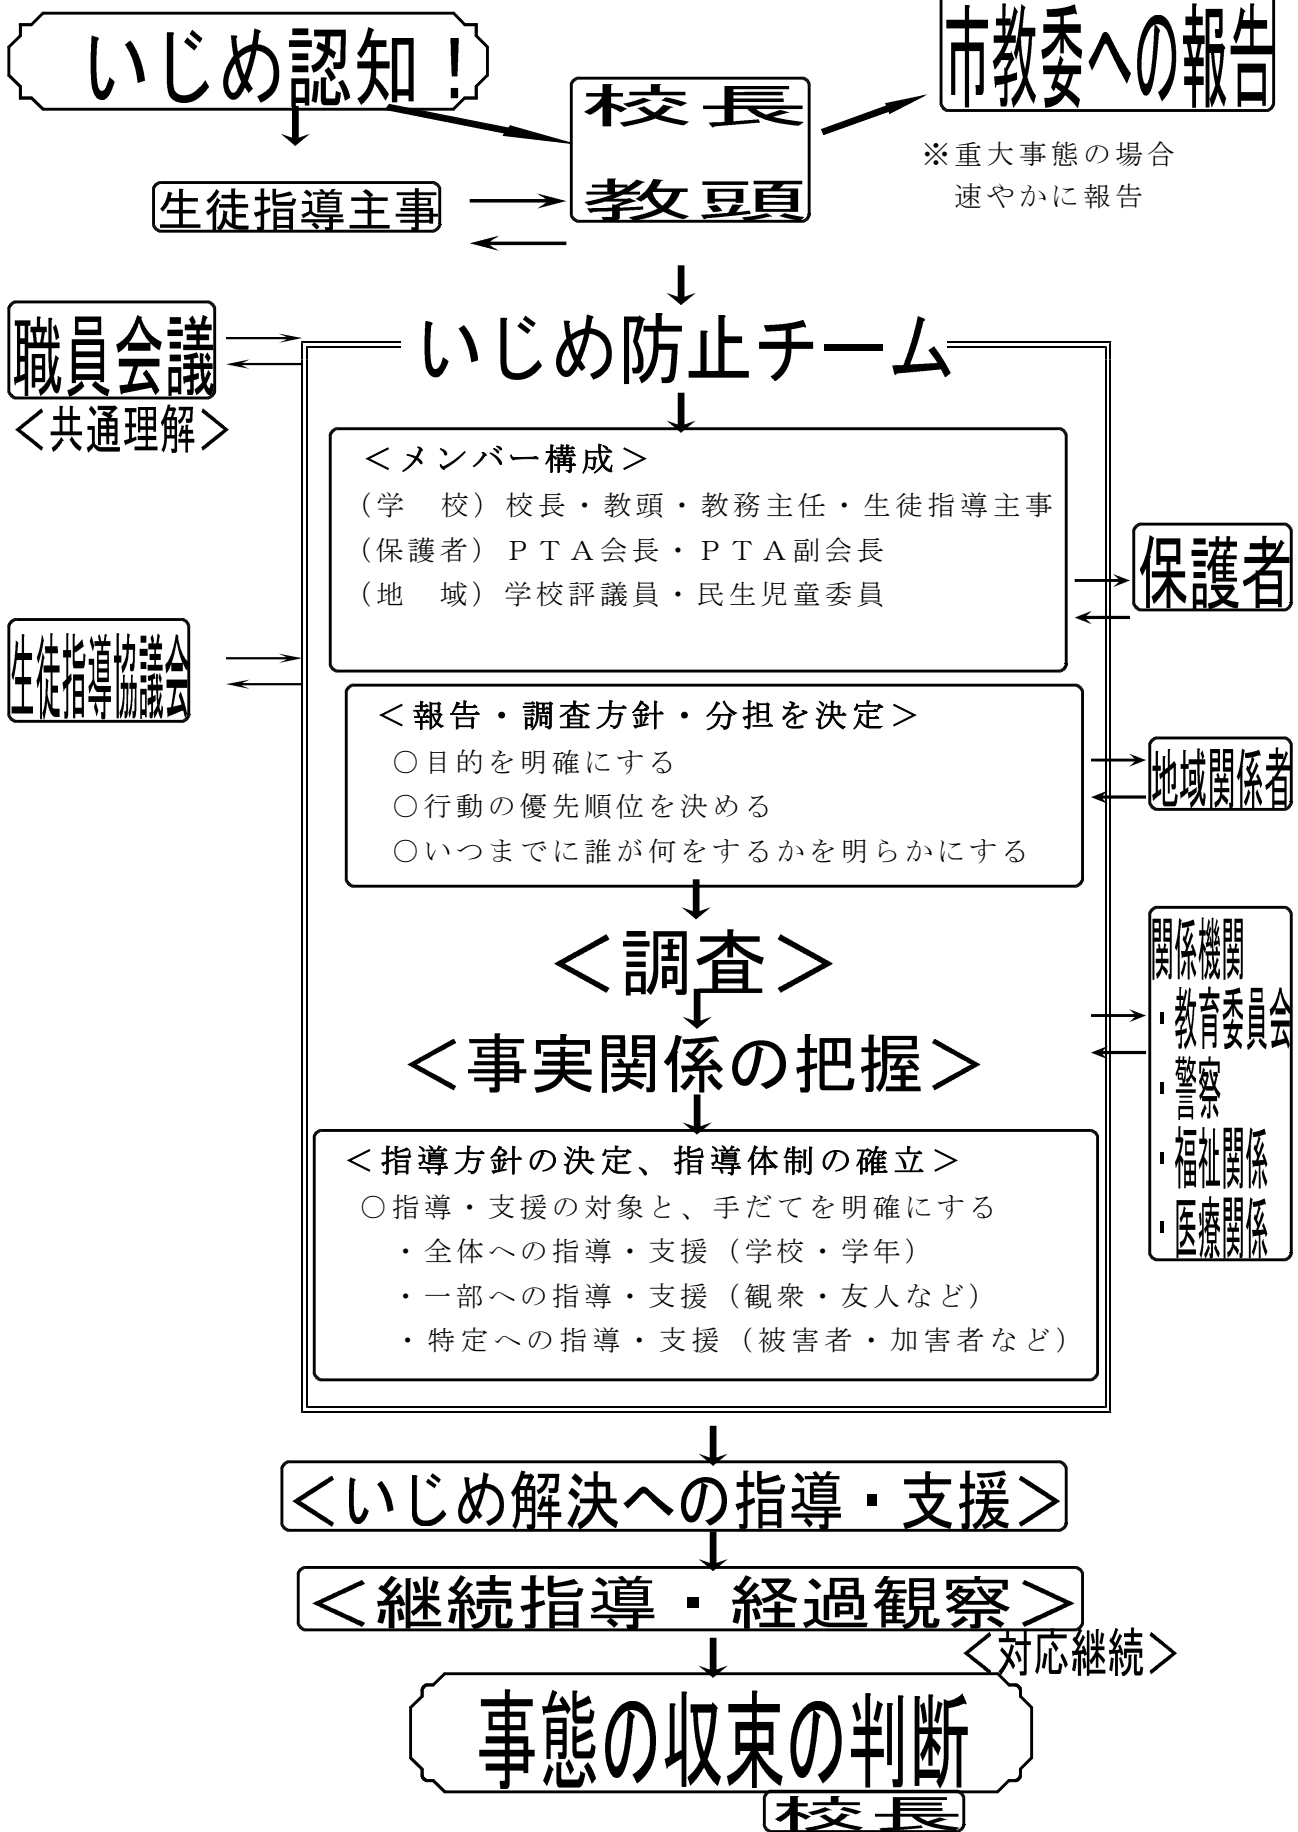 いじめ認知！
市教委への報告
校長
教頭
※重大事態の場合
速やかに報告
生徒指導主事
職員会議
＜共通理解＞
いじめ防止チーム
＜メンバー構成＞
（学　校）校長・教頭・教務主任・生徒指導主事
（保護者）ＰＴＡ会長・ＰＴＡ副会長
（地　域）学校評議員・民生児童委員
保護者
生徒指導協議会
＜報告・調査方針・分担を決定＞
○目的を明確にする
○行動の優先順位を決める
○いつまでに誰が何をするかを明らかにする
地域関係者
＜調査＞
＜事実関係の把握＞
関係機関
・教育委員会
・警察
・福祉関係
・医療関係
＜指導方針の決定、指導体制の確立＞
○指導・支援の対象と、手だてを明確にする
・全体への指導・支援（学校・学年）
・一部への指導・支援（観衆・友人など）
・特定への指導・支援（被害者・加害者など）
＜いじめ解決への指導・支援＞
＜継続指導・経過観察＞
＜対応継続＞
事態の収束の判断
校長